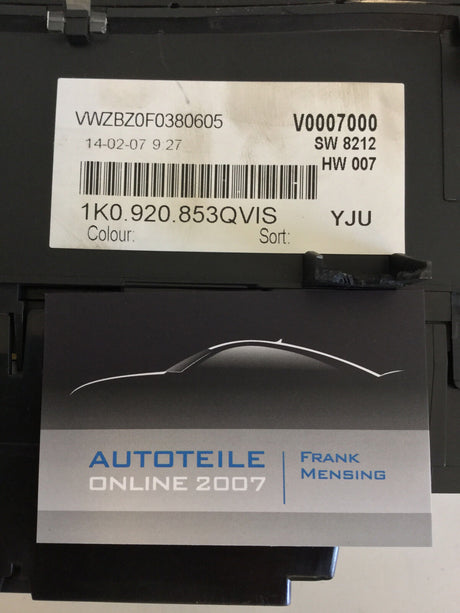 VWZBZ0F0380605 V0007000
14-02-07 9 27 SW 8212
HW 007
1K0.920.853QVIS YJU
Colour: Sort:
AUTOTEILE
ONLINE 2007
FRANK
MENSING